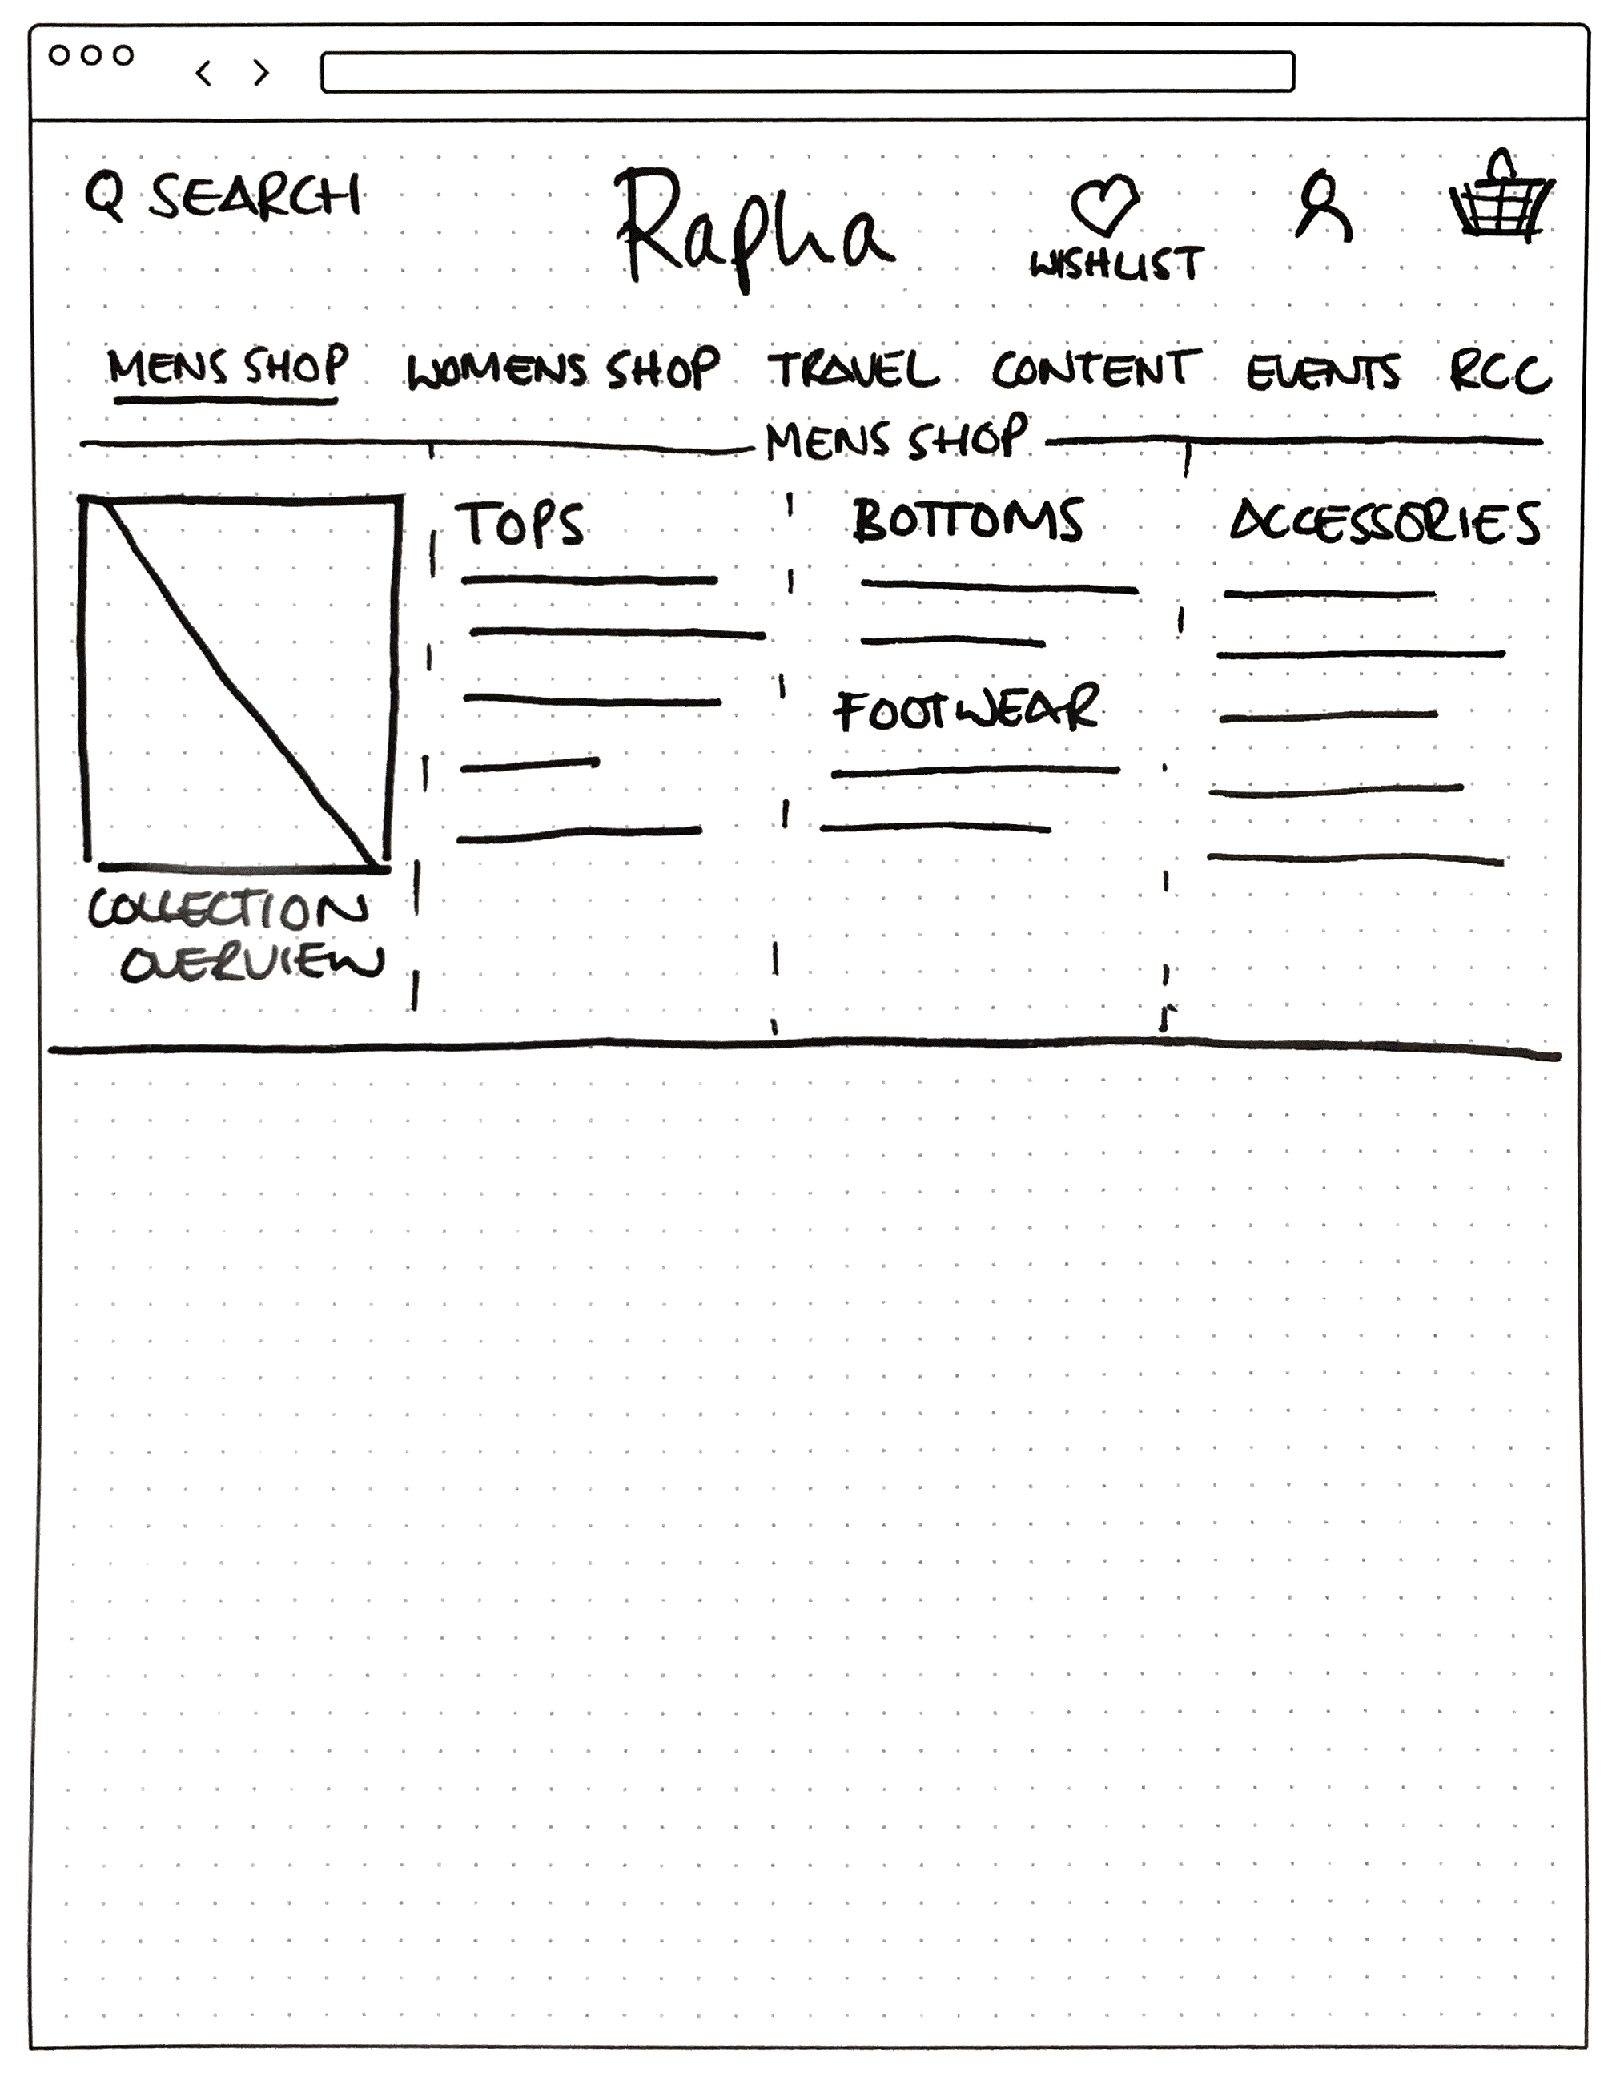 SEARCH
Rapha
WISHLIST
MENS SHOP WOMENS SHOP TRAVEL CONTENT EVENTS RCC
MENS SHOP
TOPS BOTTOMS ACCESSORIES
FOOTWEAR
COLLECTION
OVERVIEW